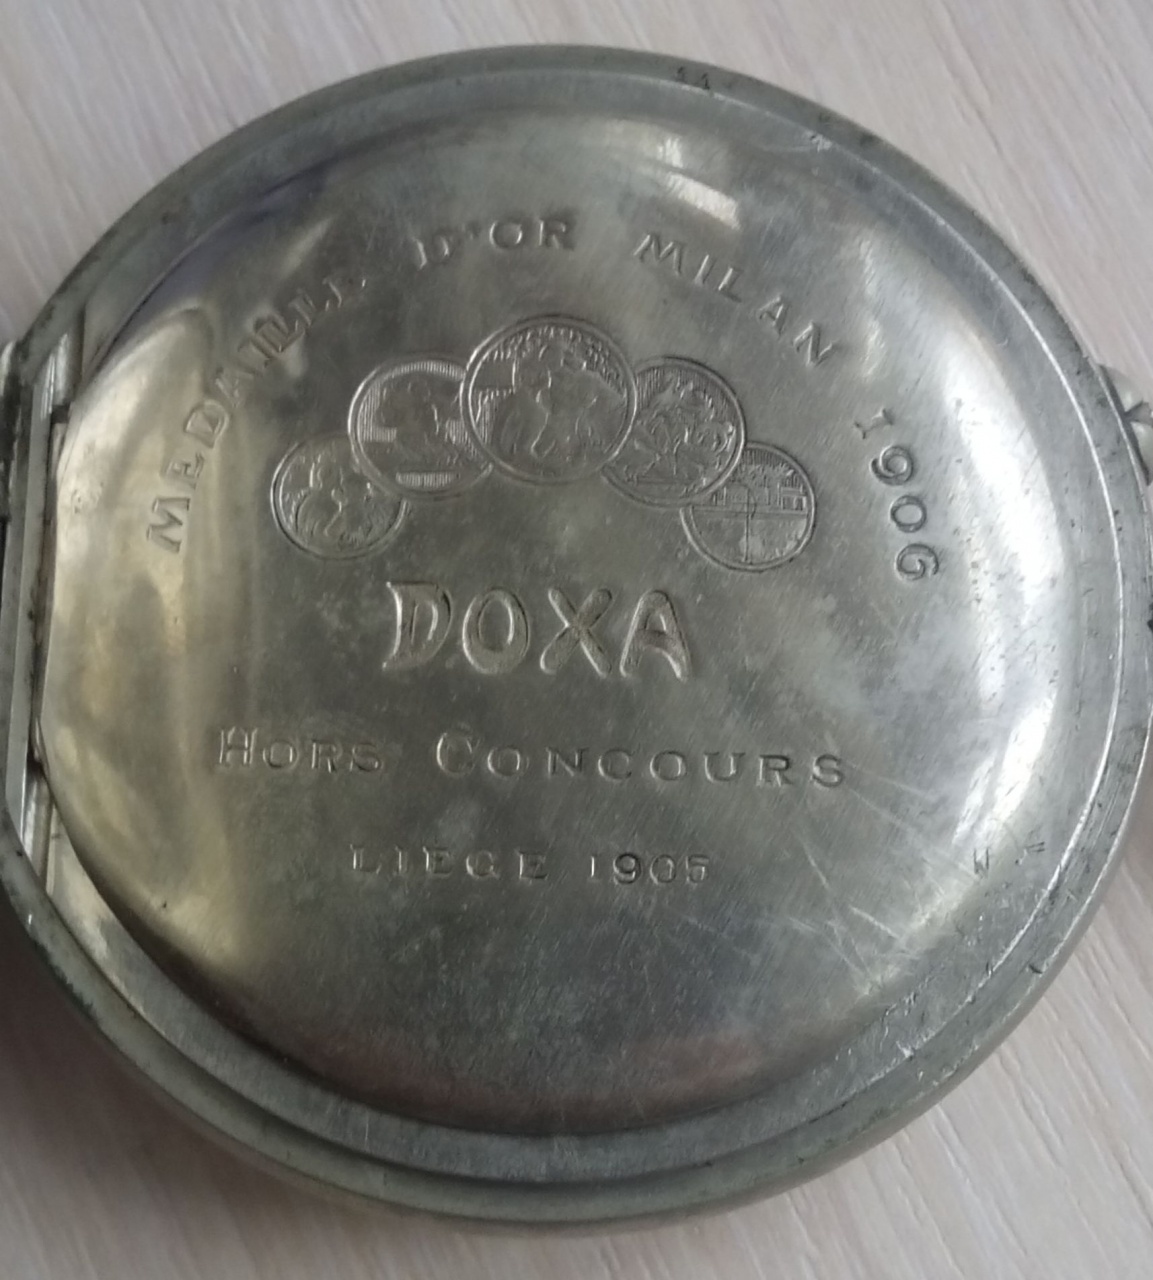 MEDAILLE D'OR MILAN 1906
DOXA
HORS CONCOURS
LIEGE 1905